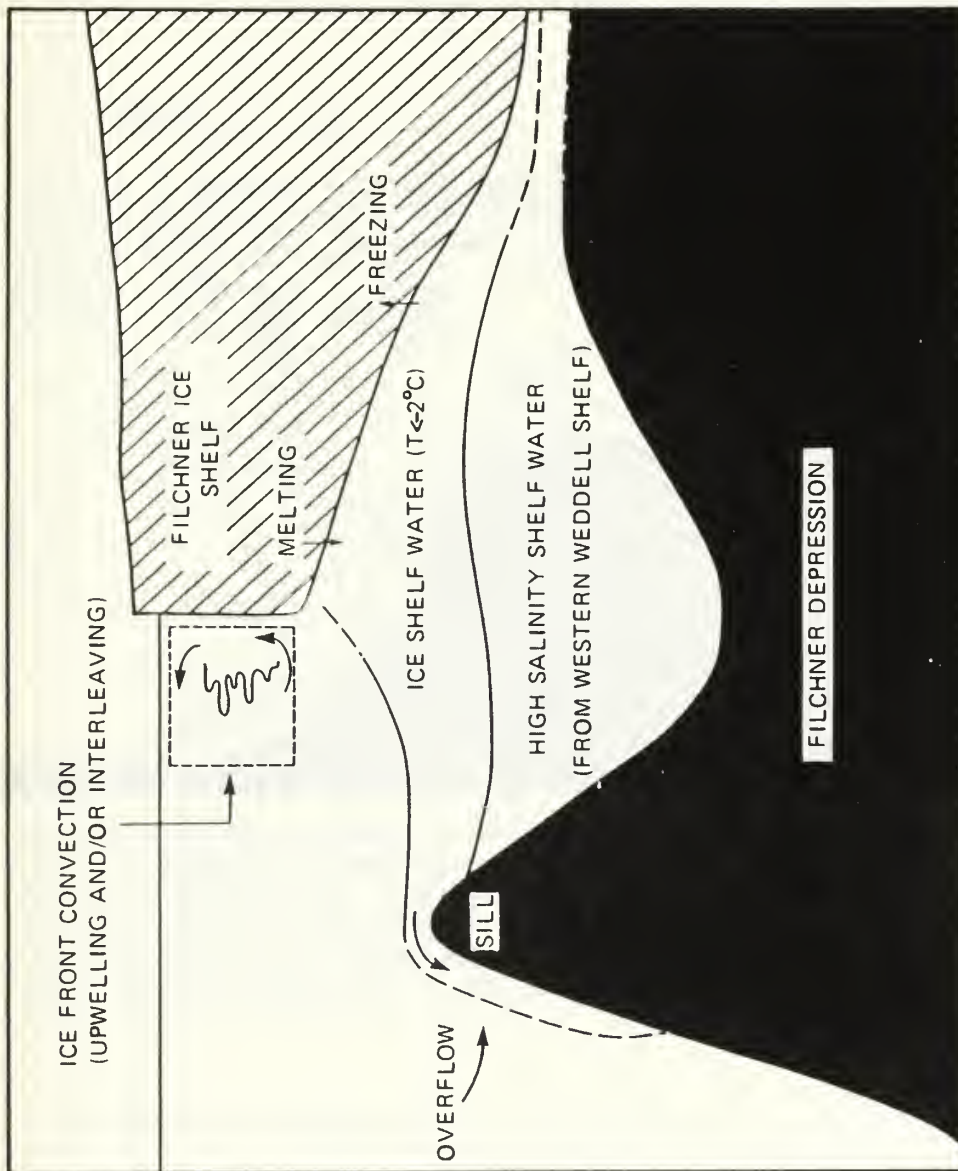 ICE FRONT CONVECTION
(UPWELLING AND/OR INTERLEAVING)
FILCHNER ICE
SHELF
MELTING
FREEZING
ICE SHELF WATER (T<-2°C)
HIGH SALINITY SHELF WATER
(FROM WESTERN WEDDELL SHELF)
SILL
OVERFLOW
FILCHNER DEPRESSION